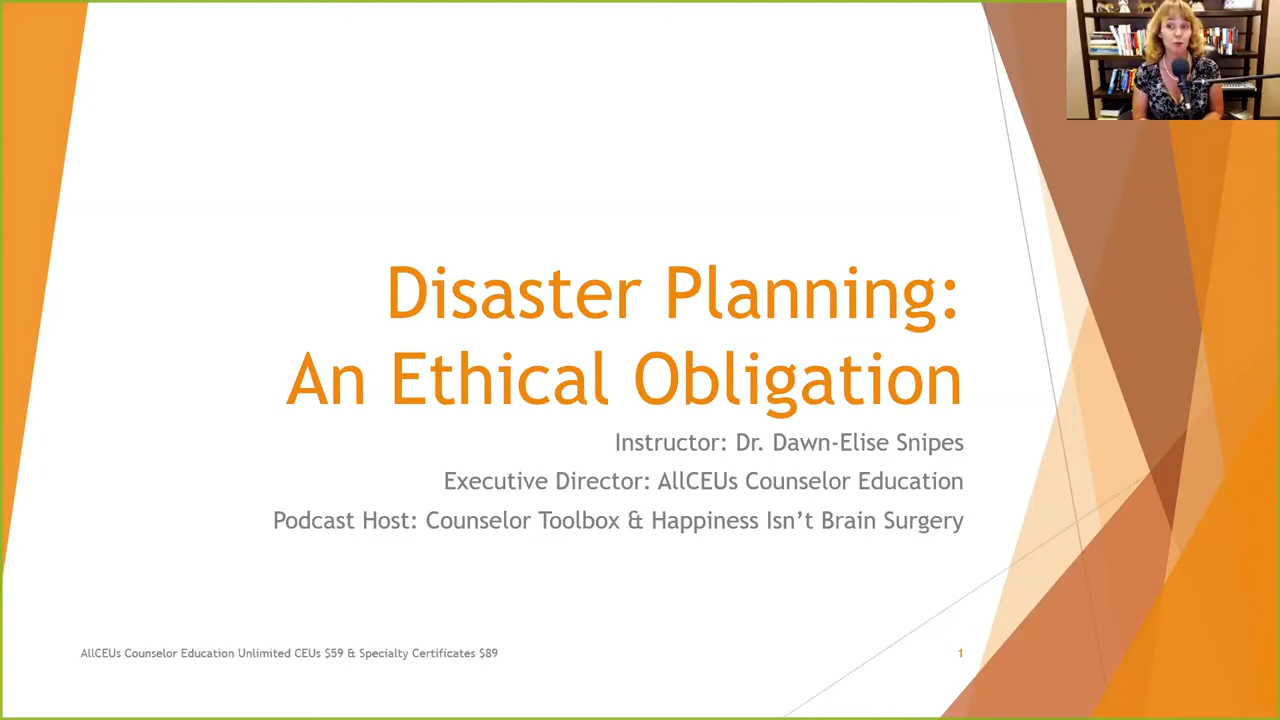 Disaster Planning:
An Ethical Obligation
Instructor: Dr. Dawn-Elise Snipes
Executive Director: AllCEUs Counselor Education
Podcast Host: Counselor Toolbox & Happiness Isn’t Brain Surgery
AllCEUs Counselor Education Unlimited CEUs $59 & Specialty Certificates $89
1